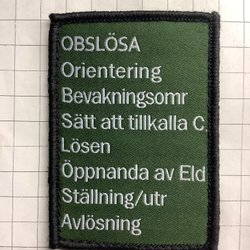 OBSLÖSA
Orientering
Bevakningsomr
Sätt att tillkalla C
Lösen
Öppnanda av Eld
Ställning/utr
Avlösning